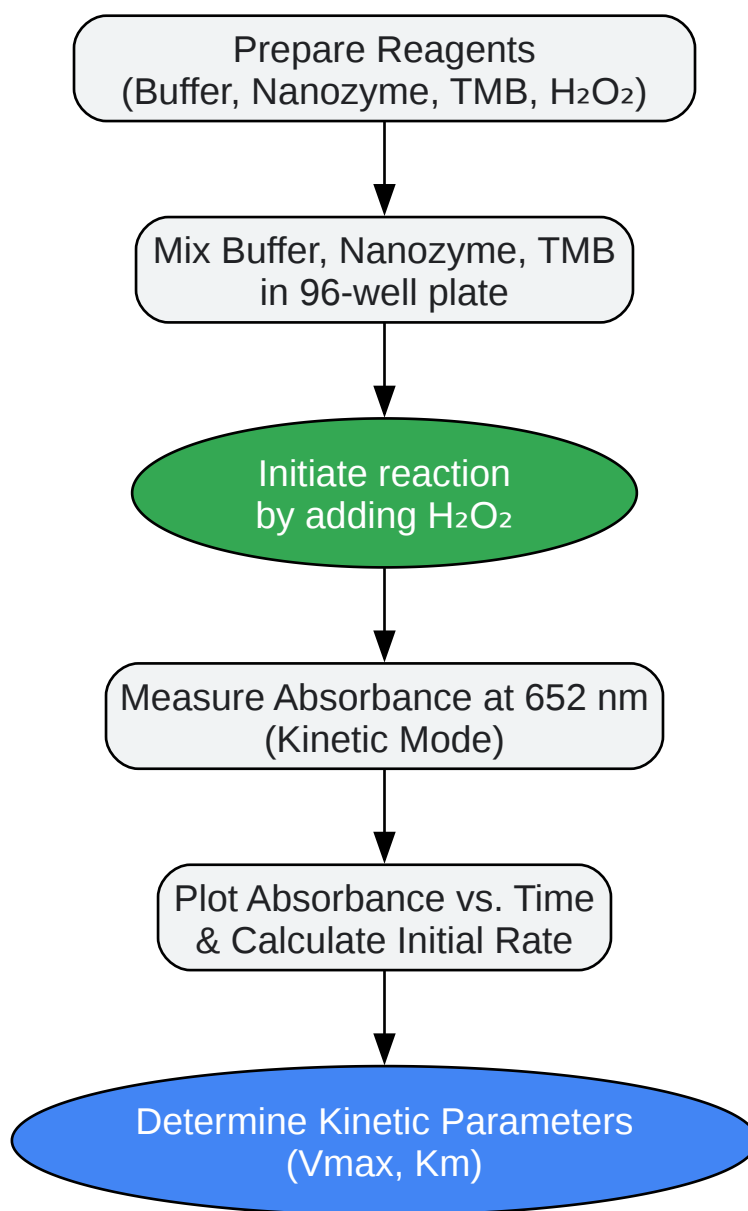 Prepare Reagents
(Buffer, Nanozyme, TMB, H₂O₂)
Mix Buffer, Nanozyme, TMB
in 96-well plate
Initiate reaction
by adding H₂O₂
Measure Absorbance at 652 nm
(Kinetic Mode)
Plot Absorbance vs. Time
& Calculate Initial Rate
Determine Kinetic Parameters
(Vmax, Km)